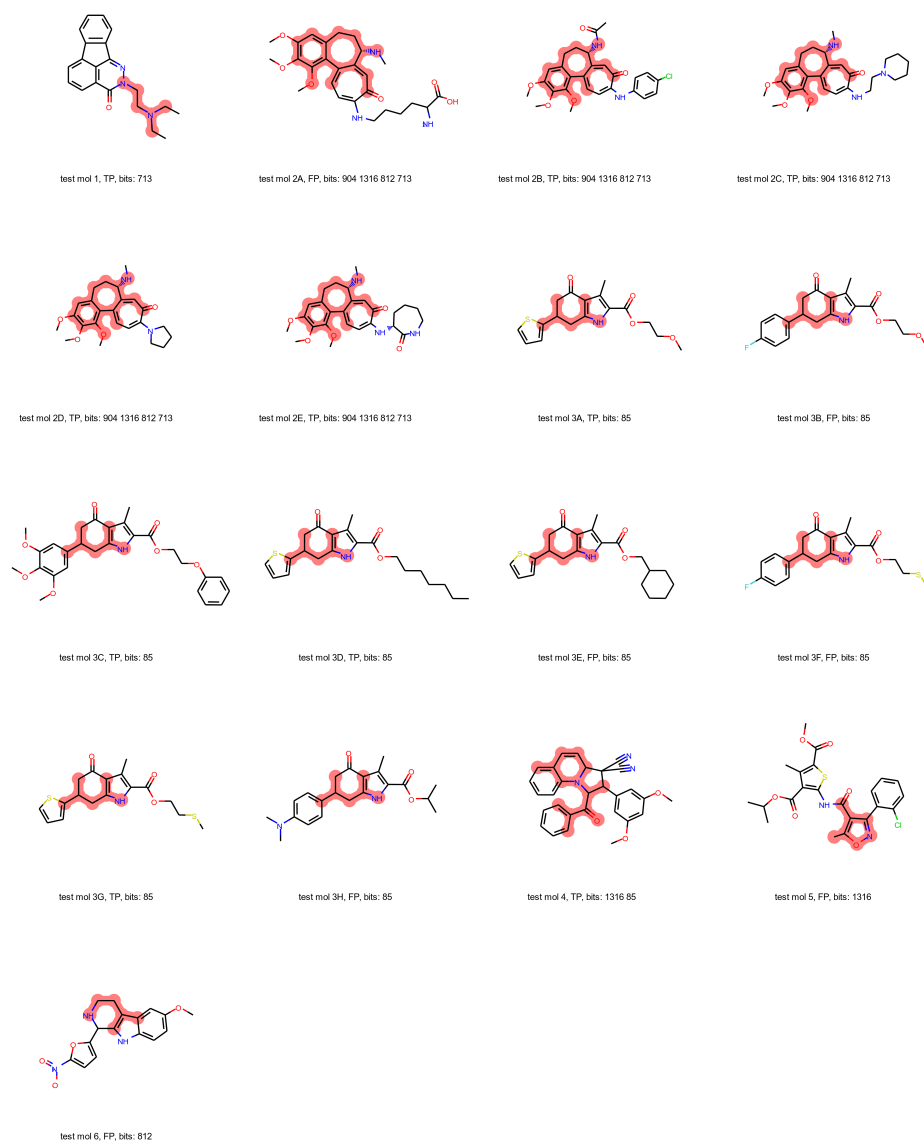 test mol 1, TP, bits: 713
test mol 2A, FP, bits: 904 1316 812 713
test mol 2B, TP, bits: 904 1316 812 713
test mol 2C, TP, bits: 904 1316 812 713
test mol 2D, TP, bits: 904 1316 812 713
test mol 2E, TP, bits: 904 1316 812 713
test mol 3A, TP, bits: 85
test mol 3B, FP, bits: 85
test mol 3C, TP, bits: 85
test mol 3D, TP, bits: 85
test mol 3E, FP, bits: 85
test mol 3F, FP, bits: 85
test mol 3G, TP, bits: 85
test mol 3H, FP, bits: 85
test mol 4, TP, bits: 1316 85
test mol 5, FP, bits: 1316
test mol 6, FP, bits: 812